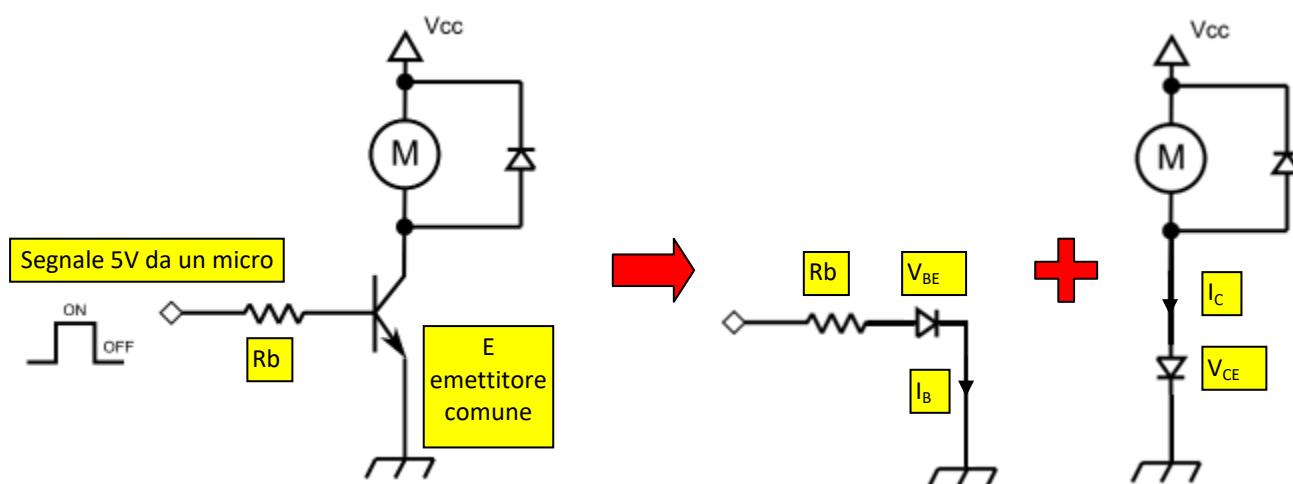 Vcc
M
Segnale 5V da un micro
ON
OFF
Rb
E
emettitore
comune
Rb
VBE
IB
Vcc
M
IC
VCE